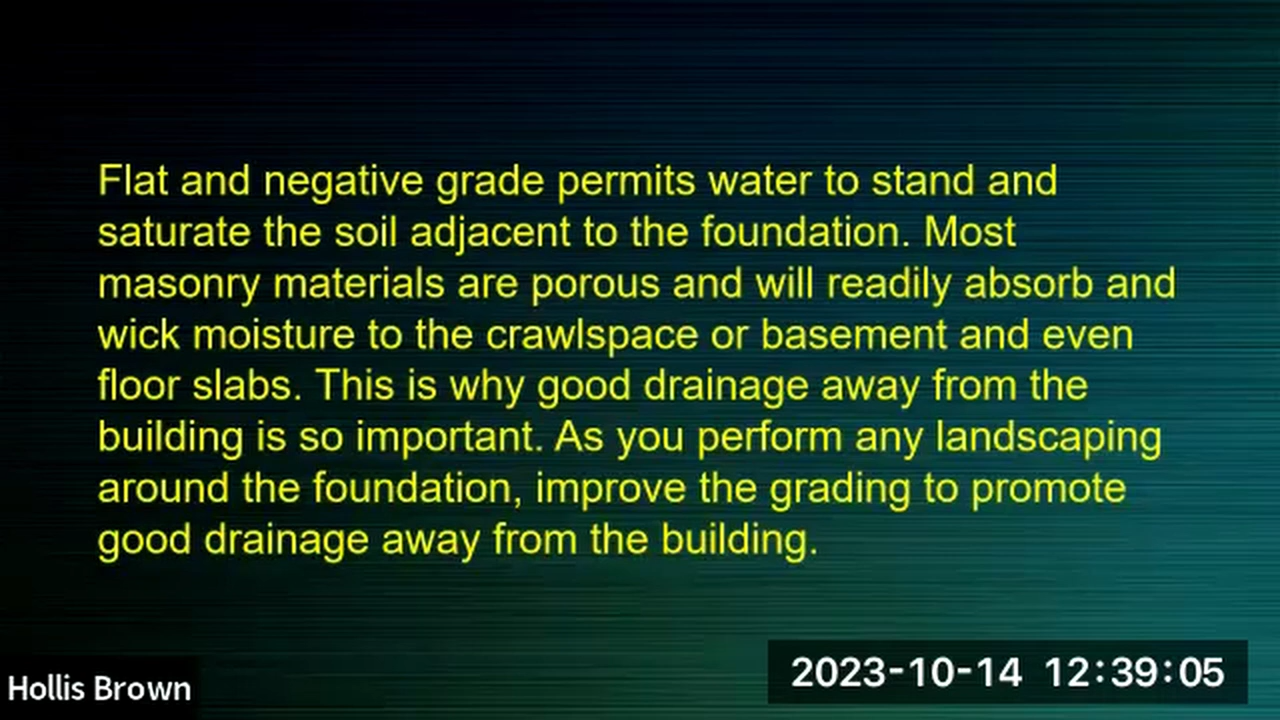 Flat and negative grade permits water to stand and
saturate the soil adjacent to the foundation. Most
masonry materials are porous and will readily absorb and
wick moisture to the crawlspace or basement and even
floor slabs. This is why good drainage away from the
building is so important. As you perform any landscaping
around the foundation, improve the grading to promote
good drainage away from the building.
Hollis Brown
2023-10-14 12:39:05